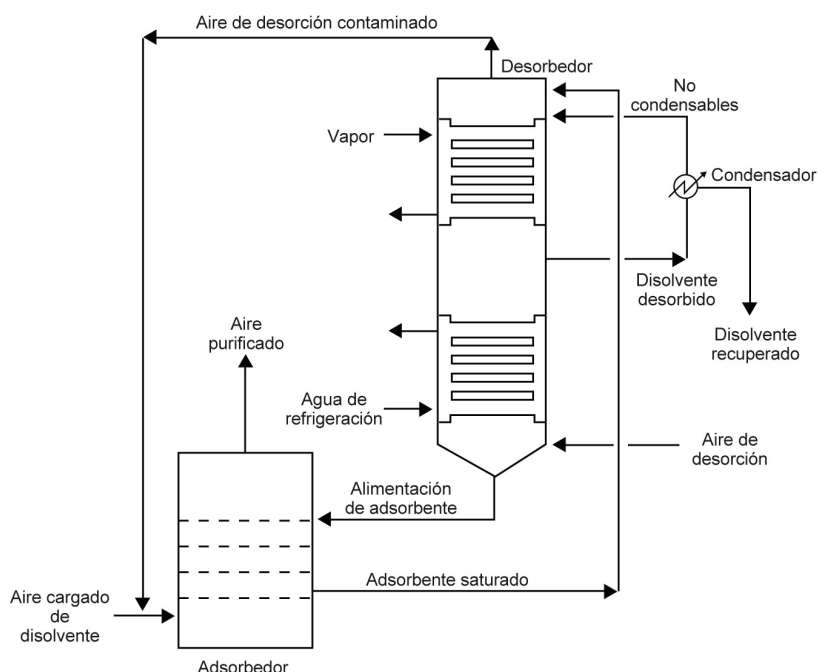 Aire de desorción contaminado
Desorbedor
No
condensables
Vapor
Condensador
Disolvente
desorbido
Aire
purificado
Disolvente
recuperado
Agua de
refrigeración
Aire de
desorción
Alimentación
de adsorbente
Adsorbente saturado
Aire cargado
de
disolvente
Adsorbedor